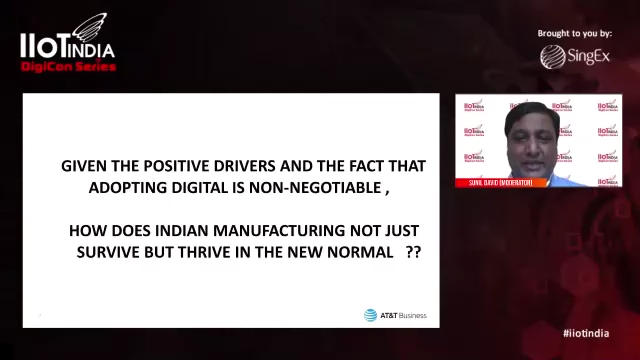 IIOT INDIA
DigiCon Series
Brought to you by:
SingEx
GIVEN THE POSITIVE DRIVERS AND THE FACT THAT
ADOPTING DIGITAL IS NON-NEGOTIABLE ,
HOW DOES INDIAN MANUFACTURING NOT JUST
SURVIVE BUT THRIVE IN THE NEW NORMAL ??
AT&T Business
SUNIL DAVID (MODERATOR)
#iiotindia